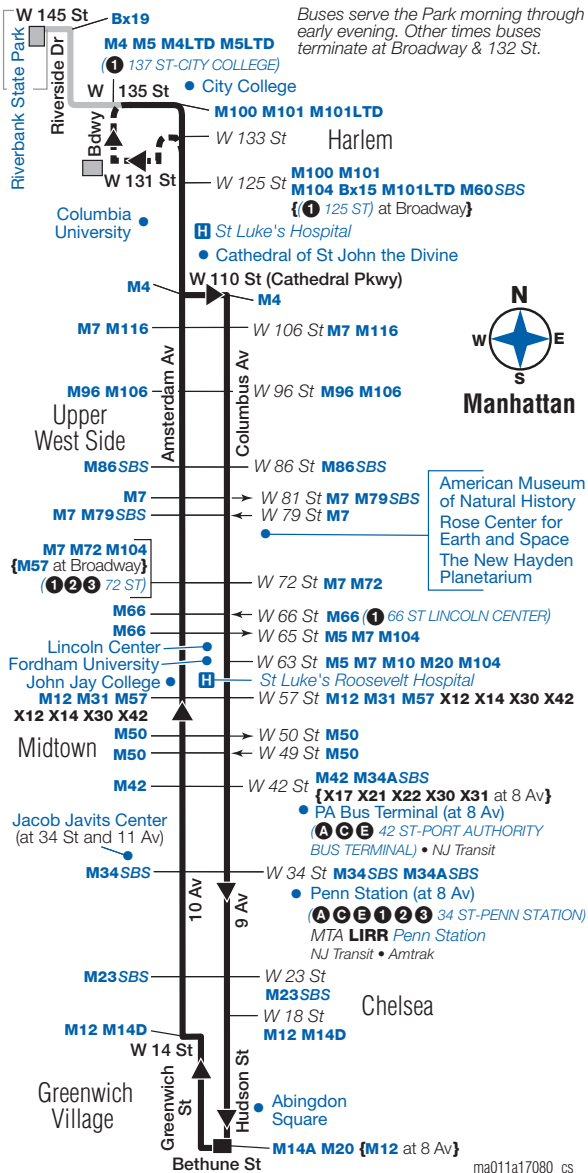 W 145 St
Bx19
Buses serve the Park morning through
early evening. Other times buses
terminate at Broadway & 132 St.
Riverbank State Park
Riverside Dr
M4 M5 M4LTD M5LTD
(1 137 ST-CITY COLLEGE)
City College
W 135 St
M100 M101 M101LTD
Bdwy
W 133 St
Harlem
W 131 St
W 125 St
M100 M101
M104 Bx15 M101LTD M60SBS
{(1 125 ST) at Broadway}
Columbia
University
H St Luke's Hospital
Cathedral of St John the Divine
W 110 St (Cathedral Pkwy)
M4
M4
N
W E
S
Manhattan
M7 M116
W 106 St M7 M116
Amsterdam Av
Columbus Av
M96 M106
W 96 St M96 M106
Upper
West Side
M86SBS
W 86 St M86SBS
M7
W 81 St M7 M79SBS
M7 M79SBS
W 79 St M7
American Museum
of Natural History
Rose Center for
Earth and Space
The New Hayden
Planetarium
M7 M72 M104
{M57 at Broadway}
(1 2 3 72 ST)
W 72 St M7 M72
M66
W 66 St M66 (1 66 ST LINCOLN CENTER)
M66
W 65 St M5 M7 M104
Lincoln Center
Fordham University
W 63 St M5 M7 M10 M20 M104
John Jay College
H St Luke's Roosevelt Hospital
M12 M31 M57
X12 X14 X30 X42
W 57 St M12 M31 M57 X12 X14 X30 X42
Midtown
M50
W 50 St M50
M50
W 49 St M50
M42
W 42 St
M42 M34ASBS
{X17 X21 X22 X30 X31 at 8 Av}
PA Bus Terminal (at 8 Av)
(A C E 42 ST-PORT AUTHORITY
BUS TERMINAL) • NJ Transit
Jacob Javits Center
(at 34 St and 11 Av)
M34SBS
W 34 St M34SBS M34ASBS
Penn Station (at 8 Av)
(A C E 1 2 3 34 ST-PENN STATION)
MTA LIRR Penn Station
NJ Transit • Amtrak
10 Av
9 Av
M23SBS
W 23 St
M23SBS
Chelsea
W 18 St
M12 M14D
M12 M14D
W 14 St
Greenwich
Village
Greenwich
St
Hudson St
Abingdon
Square
M14A M20 {M12 at 8 Av}
Bethune St
ma011a17080 cs